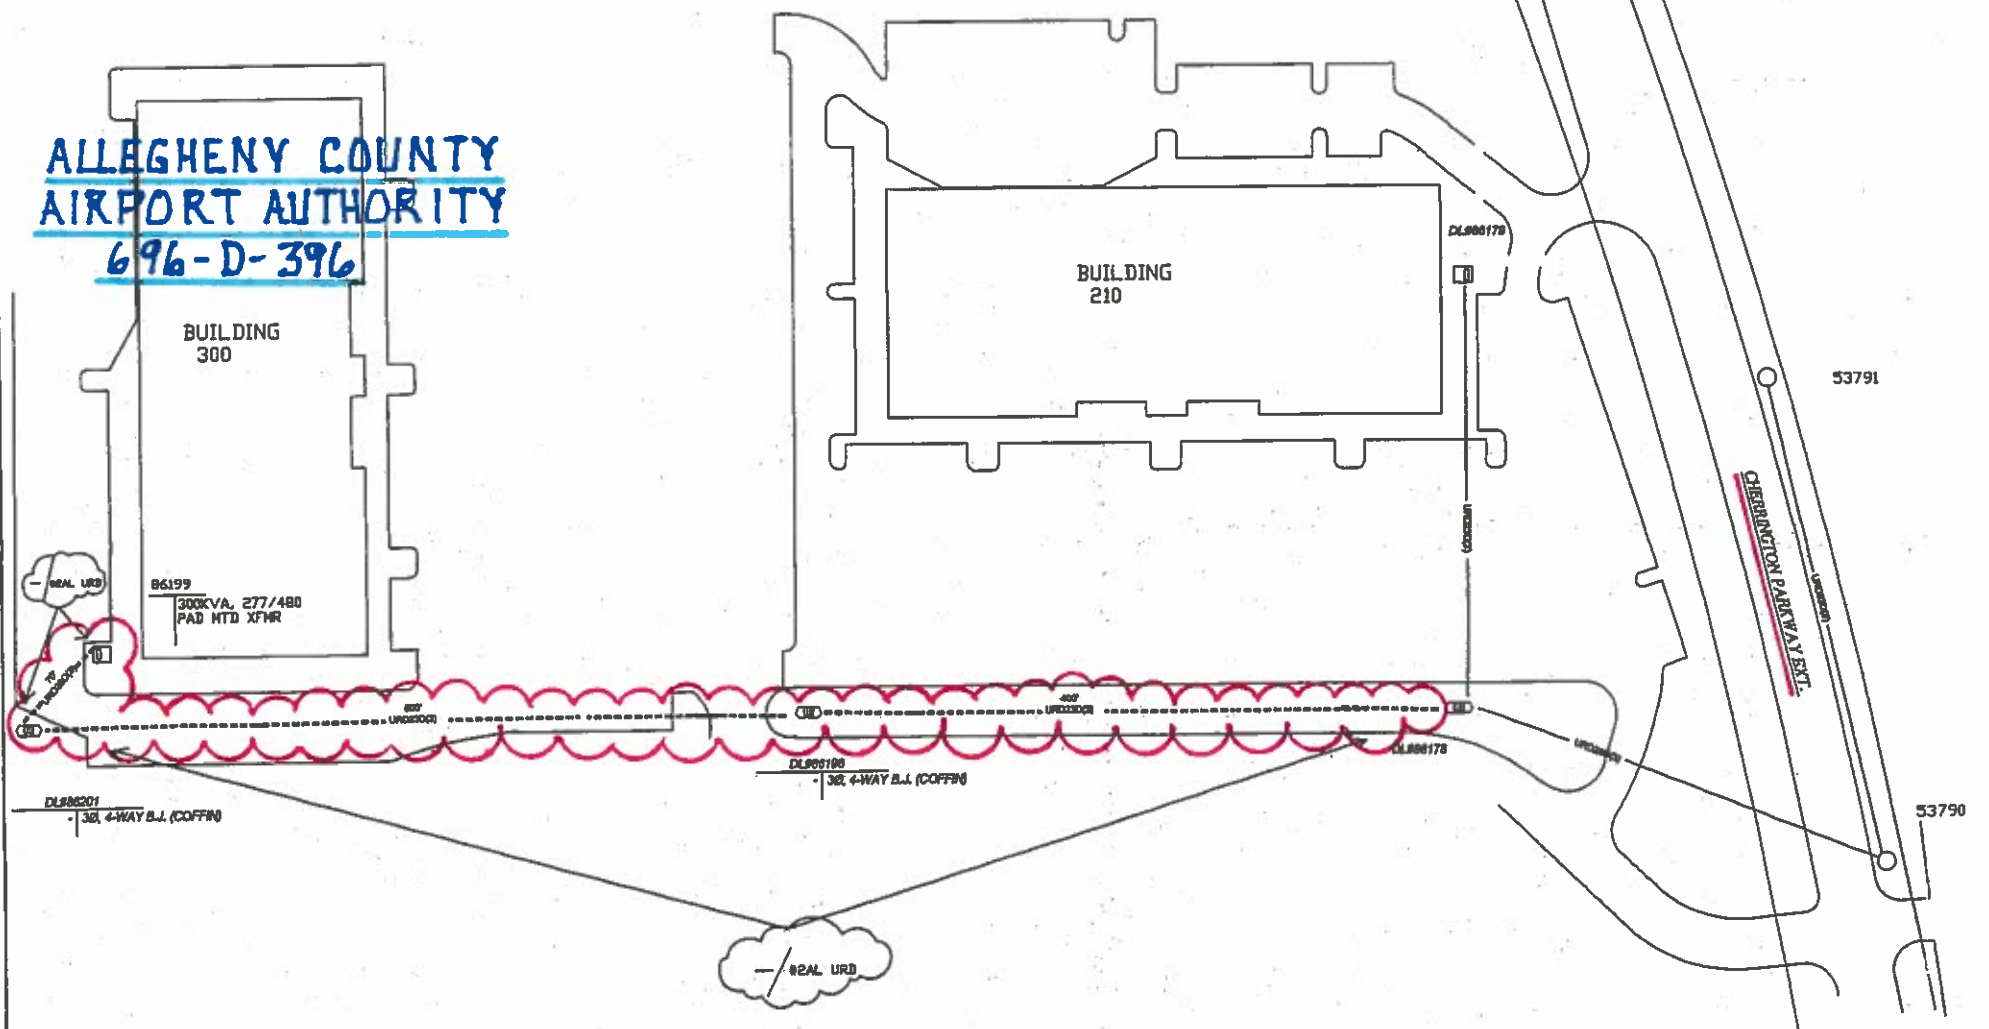 ALLEGHENY COUNTY
AIRPORT AUTHORITY
696-D-396
BUILDING
300
BUILDING
210
DL986179
53791
CHERRINGTON PARKWAY EXT.
#2AL URD
86199
300KVA, 277/480
PAD MTD XFMR
70'
400'
DL986178
DL986198
3Ø, 4-WAY B.J. (COFFIN)
DL986201
3Ø, 4-WAY B.J. (COFFIN)
53790
#2AL URD